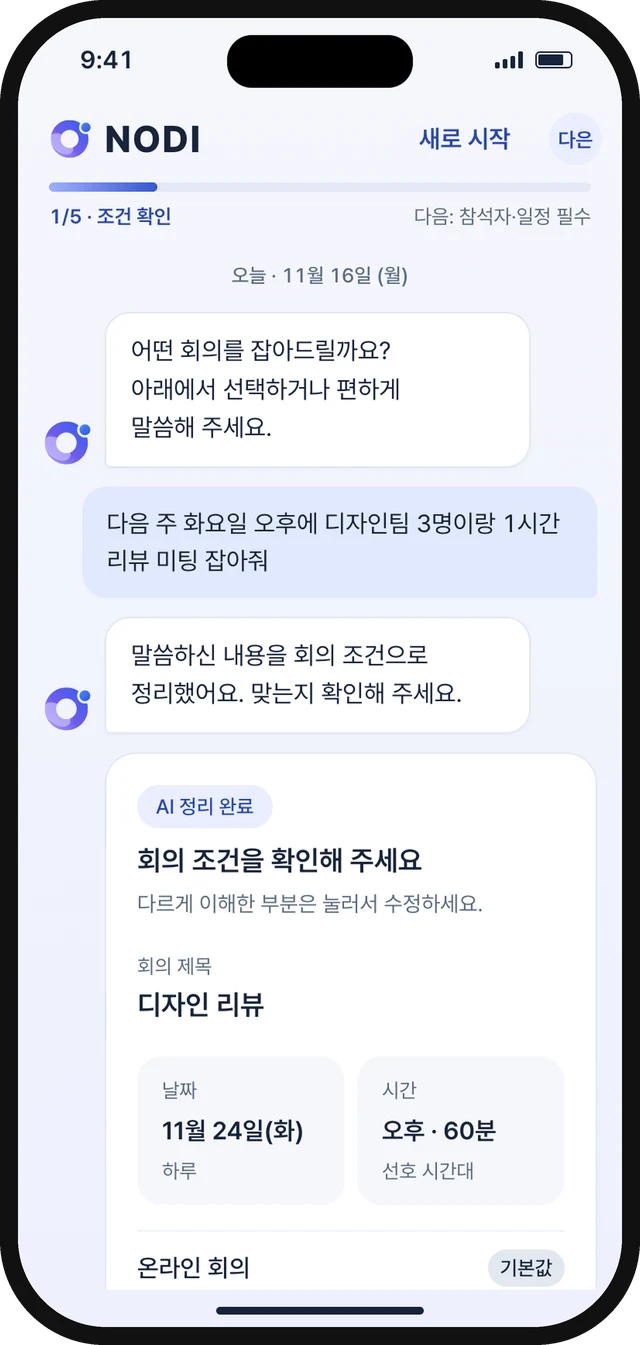 9:41
NODI
새로 시작
다은
1/5 · 조건 확인
다음: 참석자·일정 필수
오늘 · 11월 16일 (월)
어떤 회의를 잡아드릴까요?
아래에서 선택하거나 편하게
말씀해 주세요.
다음 주 화요일 오후에 디자인팀 3명이랑 1시간
리뷰 미팅 잡아줘
말씀하신 내용을 회의 조건으로
정리했어요. 맞는지 확인해 주세요.
AI 정리 완료
회의 조건을 확인해 주세요
다르게 이해한 부분은 눌러서 수정하세요.
회의 제목
디자인 리뷰
날짜
11월 24일(화)
하루
시간
오후 · 60분
선호 시간대
온라인 회의
기본값